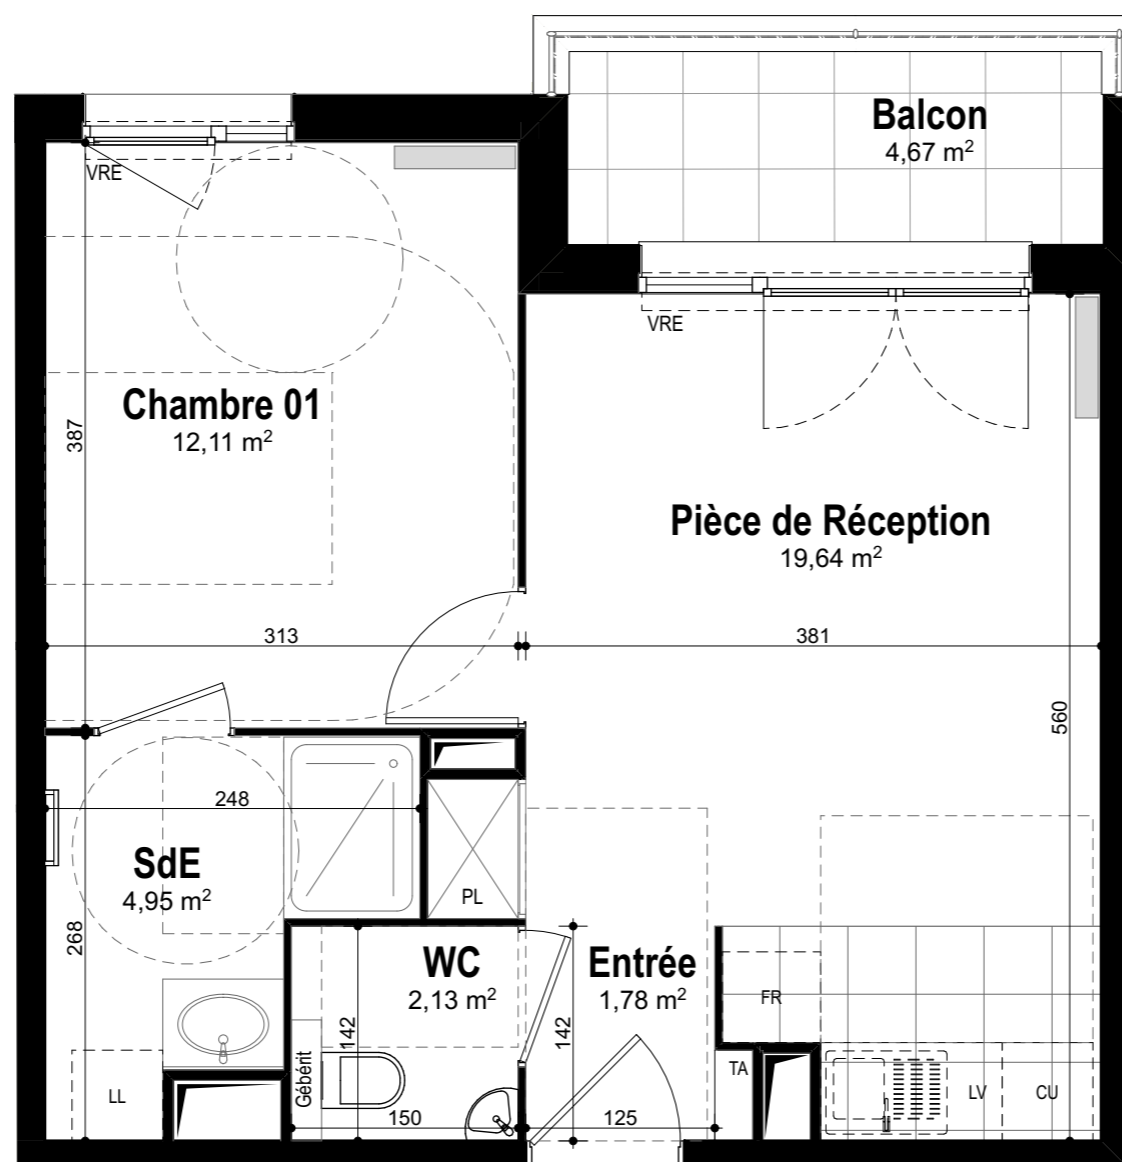 Balcon
4,67 m²
VRE
VRE
Chambre 01
12,11 m²
387
Pièce de Réception
19,64 m²
313
381
560
248
SdE
4,95 m²
268
PL
WC
2,13 m²
Entrée
1,78 m²
FR
142
142
Gébérit
TA
LL
LV
CU
150
125